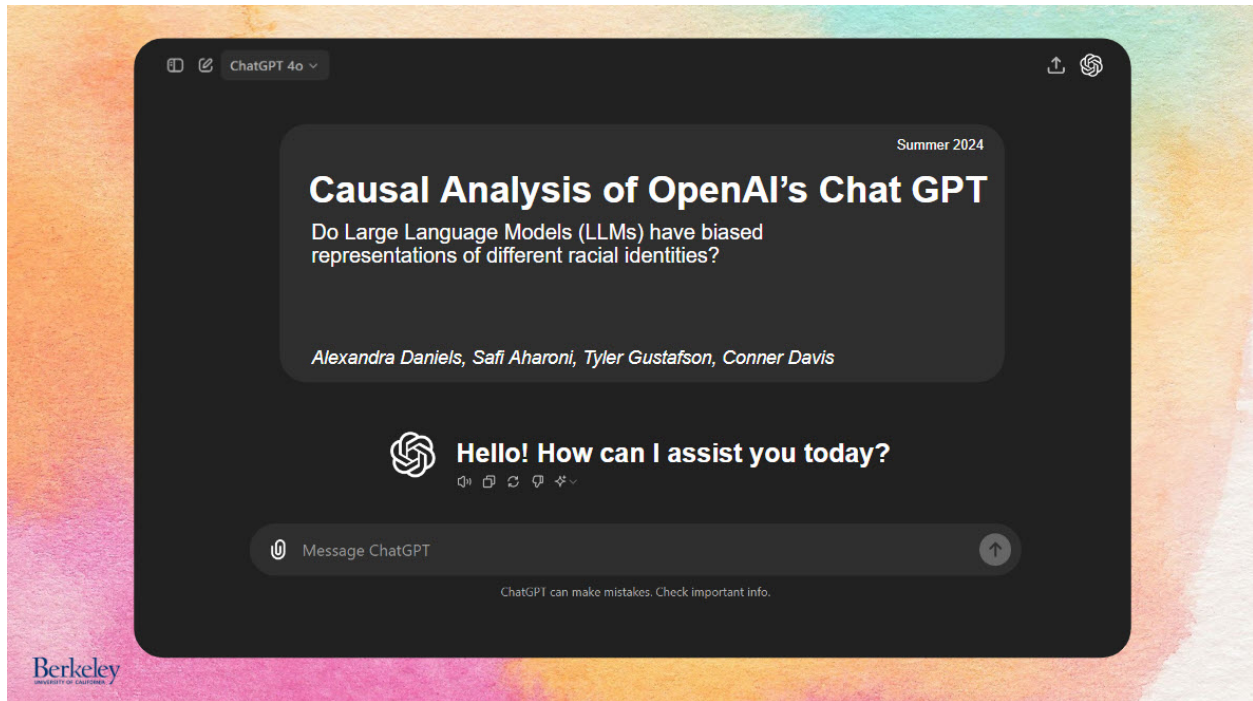 ChatGPT 4o
Summer 2024
Causal Analysis of OpenAI's Chat GPT
Do Large Language Models (LLMs) have biased
representations of different racial identities?
Alexandra Daniels, Safi Aharoni, Tyler Gustafson, Conner Davis
Hello! How can I assist you today?
Message ChatGPT
ChatGPT can make mistakes. Check important info.
Berkeley
UNIVERSITY OF CALIFORNIA